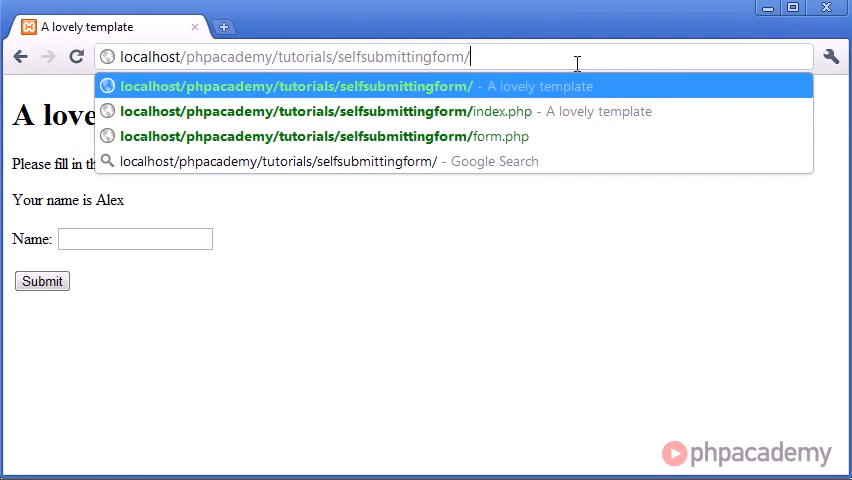 A lovely template
localhost/phpacademy/tutorials/selfsubmittingform/
localhost/phpacademy/tutorials/selfsubmittingform/ - A lovely template
localhost/phpacademy/tutorials/selfsubmittingform/index.php - A lovely template
localhost/phpacademy/tutorials/selfsubmittingform/form.php
localhost/phpacademy/tutorials/selfsubmittingform/ - Google Search
A love
Please fill in th
Your name is Alex
Name:
Submit
phpacademy